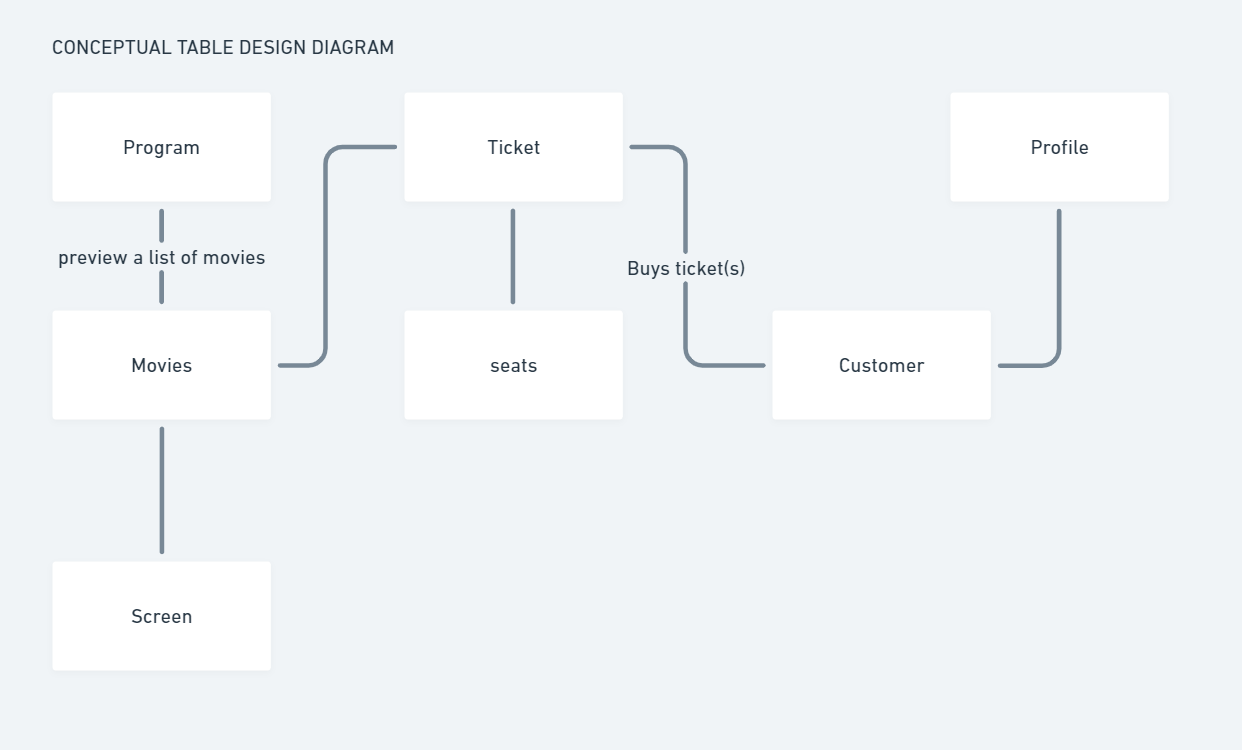 CONCEPTUAL TABLE DESIGN DIAGRAM
Program
Ticket
Profile
preview a list of movies
Buys ticket(s)
Movies
seats
Customer
Screen